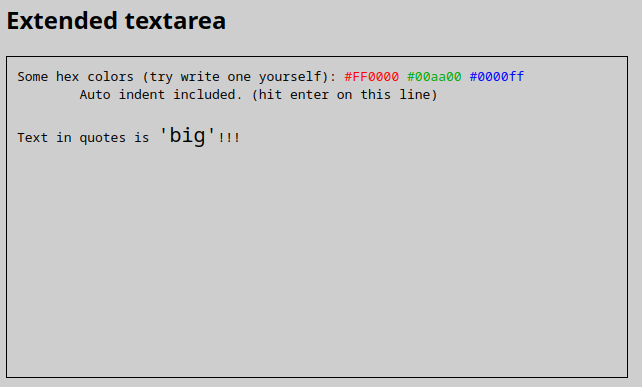 Extended textarea
Some hex colors (try write one yourself): #FF0000 #00aa00 #0000ff
Auto indent included. (hit enter on this line)
Text in quotes is 'big'!!!